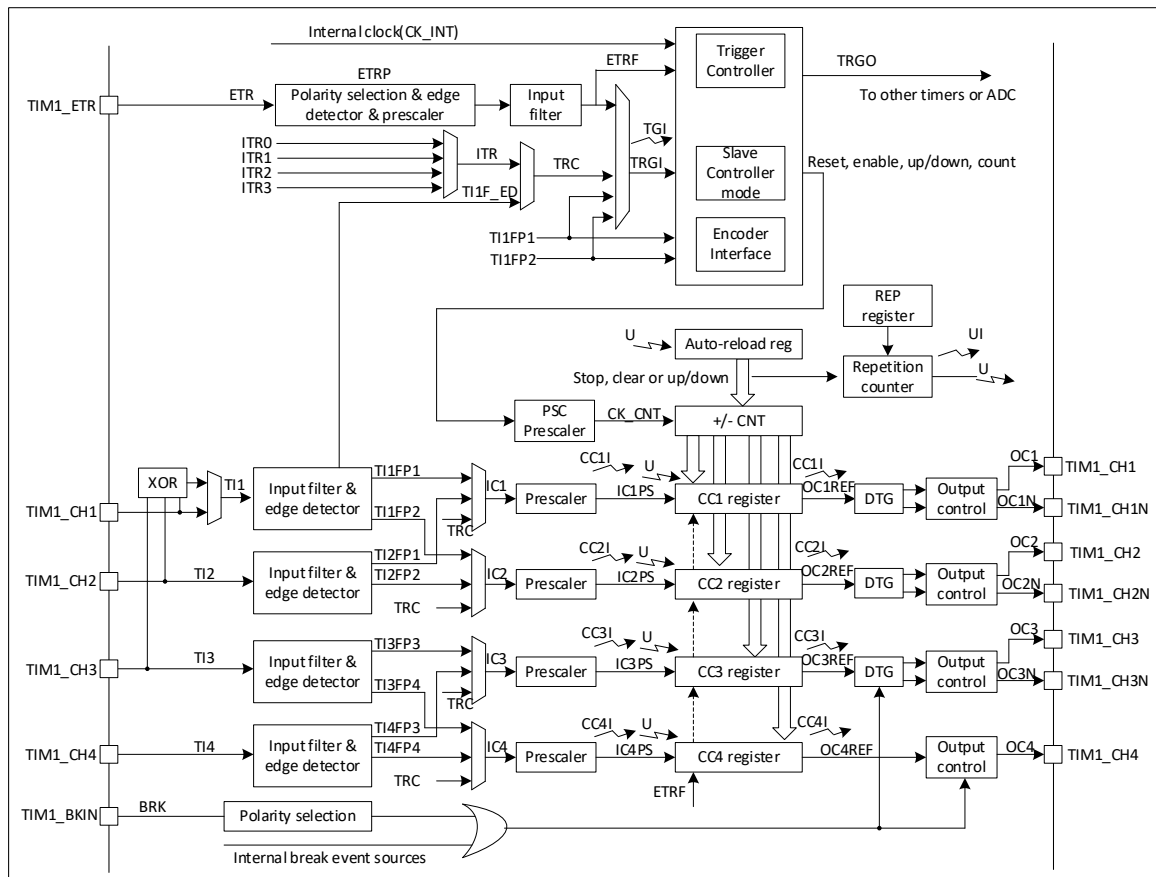 Internal clock(CK_INT)
ETRF
Trigger
Controller
TRGO
To other timers or ADC
ETRP
TIM1_ETR
ETR
Polarity selection & edge
detector & prescaler
Input
filter
TGI
ITR0
ITR1
ITR2
ITR3
ITR
TI1F_ED
TRC
TRGI
Slave
Controller
mode
Reset, enable, up/down, count
TI1FP1
TI1FP2
Encoder
Interface
REP
register
U
Auto-reload reg
UI
Stop, clear or up/down
Repetition
counter
U
PSC
Prescaler
CK_CNT
+/- CNT
XOR
TI1
Input filter &
edge detector
TI1FP1
TI1FP2
TRC
IC1
Prescaler
CC1I
U
IC1PS
CC1 register
CC1I
OC1REF
DTG
Output
control
OC1
OC1N
TIM1_CH1
TIM1_CH1N
TIM1_CH1
TIM1_CH2
TI2
Input filter &
edge detector
TI2FP1
TI2FP2
TRC
IC2
Prescaler
CC2I
U
IC2PS
CC2 register
CC2I
OC2REF
DTG
Output
control
OC2
OC2N
TIM1_CH2
TIM1_CH2N
TIM1_CH3
TI3
Input filter &
edge detector
TI3FP3
TI3FP4
TRC
IC3
Prescaler
CC3I
U
IC3PS
CC3 register
CC3I
OC3REF
DTG
Output
control
OC3
OC3N
TIM1_CH3
TIM1_CH3N
TIM1_CH4
TI4
Input filter &
edge detector
TI4FP3
TI4FP4
TRC
IC4
Prescaler
CC4I
U
IC4PS
CC4 register
CC4I
OC4REF
Output
control
OC4
TIM1_CH4
ETRF
TIM1_BKIN
BRK
Polarity selection
Internal break event sources